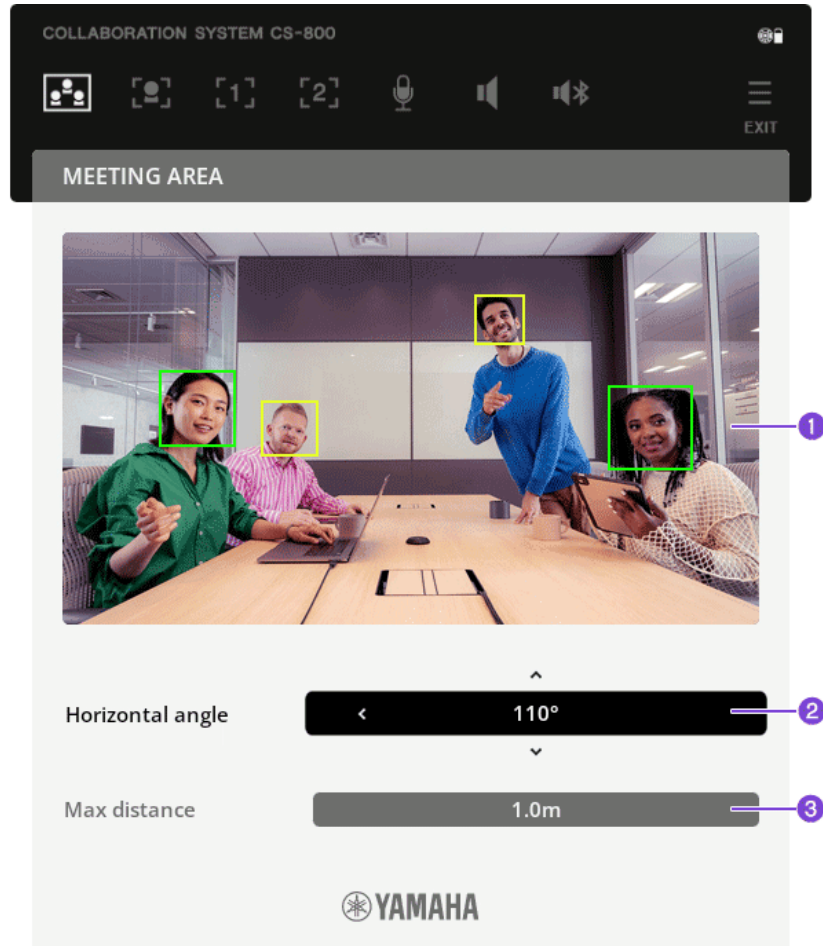 COLLABORATION SYSTEM CS-800
[1] [2]
EXIT
MEETING AREA
1
Horizontal angle < 110° 2
Max distance 1.0m 3
YAMAHA